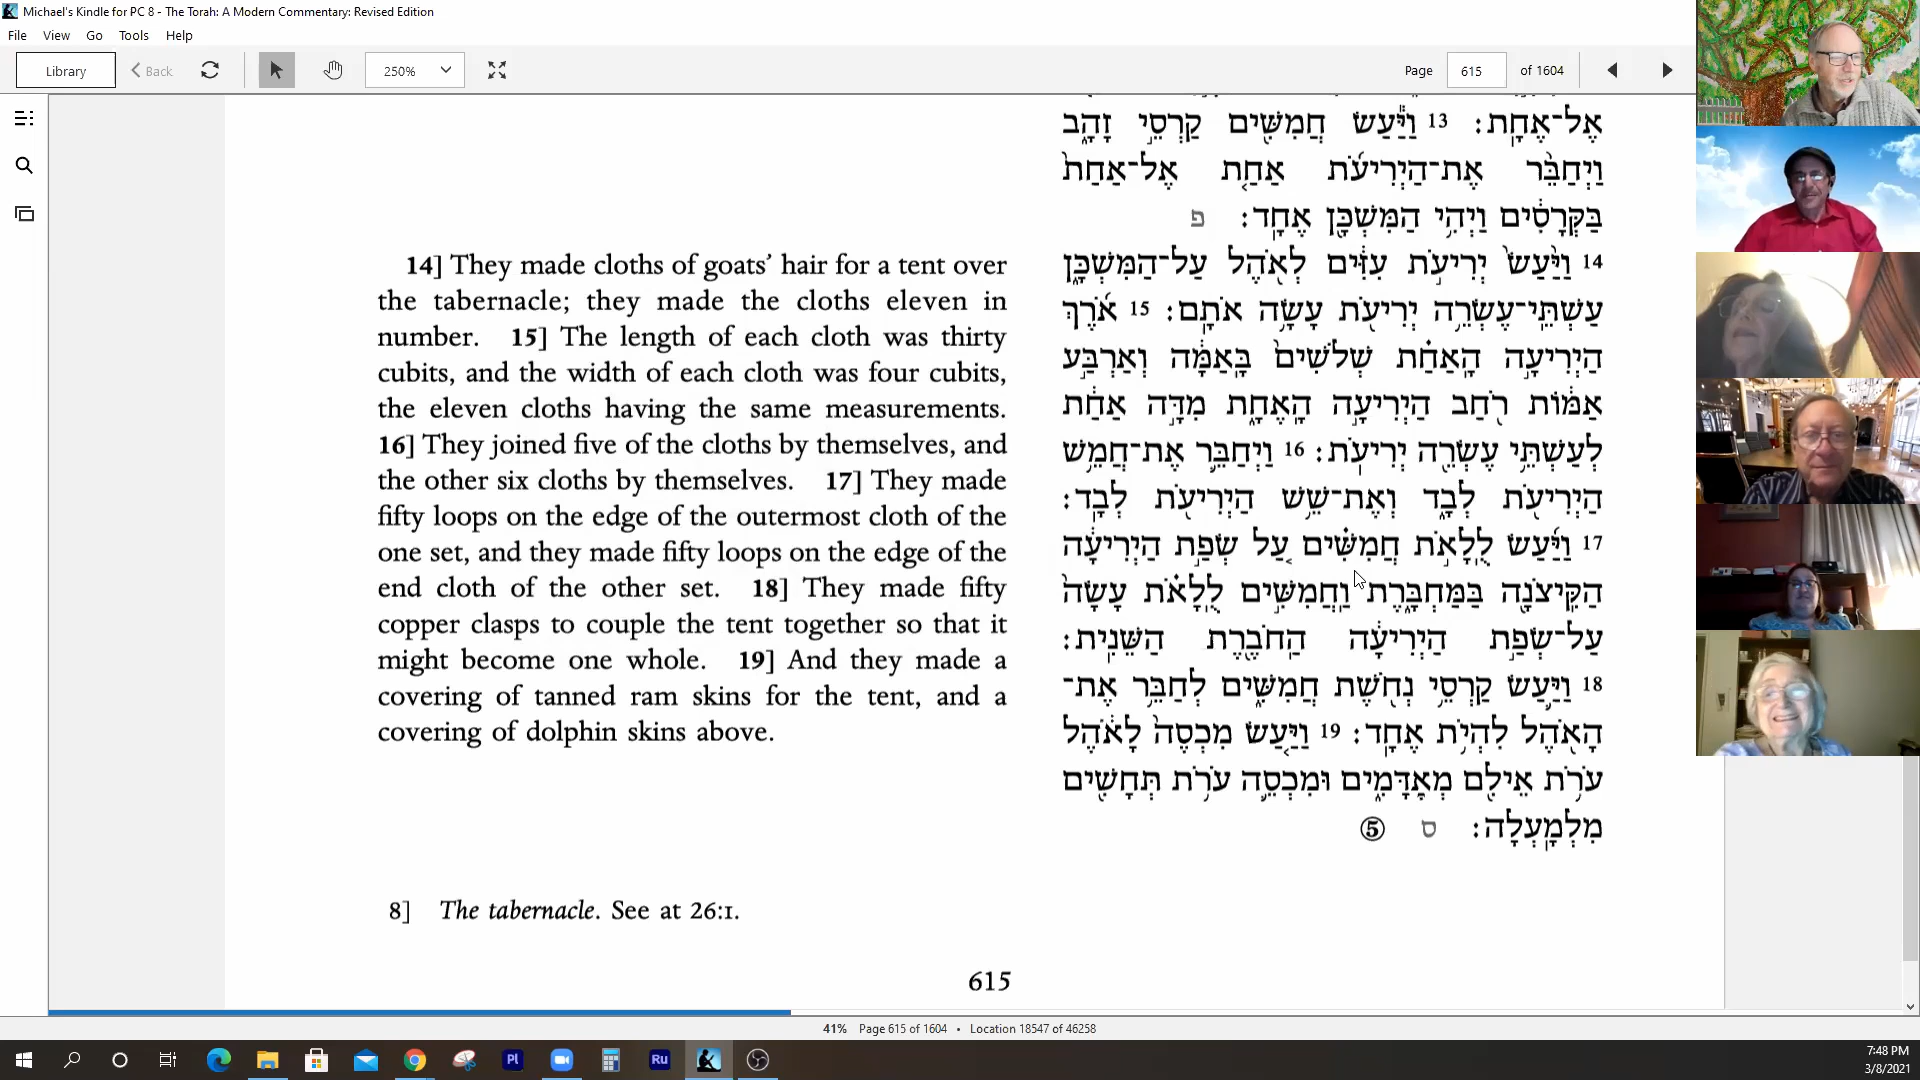 Michael's Kindle for PC 8 - The Torah: A Modern Commentary: Revised Edition
File View Go Tools Help
Library Back 250% Page 615 of 1604
14] They made cloths of goats’ hair for a tent over
the tabernacle; they made the cloths eleven in
number. 15] The length of each cloth was thirty
cubits, and the width of each cloth was four cubits,
the eleven cloths having the same measurements.
16] They joined five of the cloths by themselves, and
the other six cloths by themselves. 17] They made
fifty loops on the edge of the outermost cloth of the
one set, and they made fifty loops on the edge of the
end cloth of the other set. 18] They made fifty
copper clasps to couple the tent together so that it
might become one whole. 19] And they made a
covering of tanned ram skins for the tent, and a
covering of dolphin skins above.
אֶל־אֶחָֽת׃ 13 וַיַּ֕עַשׂ חֲמִשִּׁ֖ים קַרְסֵ֣י זָהָ֑ב
וַיְחַבֵּ֨ר אֶת־הַיְרִיעֹ֜ת אַחַ֤ת אֶל־אַחַת֙
בַּקְּרָסִ֔ים וַיְהִ֥י הַמִּשְׁכָּ֖ן אֶחָֽד׃ פ
14 וַיַּ֙עַשׂ֙ יְרִיעֹ֣ת עִזִּ֔ים לְאֹ֖הֶל עַל־הַמִּשְׁכָּ֑ן
עַשְׁתֵּֽי־עֶשְׂרֵ֥ה יְרִיעֹ֖ת עָשָׂ֥ה אֹתָֽם׃ 15 אֹ֜רֶךְ
הַיְרִיעָ֣ה הָאַחַ֗ת שְׁלֹשִׁים֙ בָּֽאַמָּ֔ה וְאַרְבַּ֣ע
אַמּ֔וֹת רֹ֖חַב הַיְרִיעָ֣ה הָאֶחָ֑ת מִדָּ֣ה אַחַ֔ת
לְעַשְׁתֵּ֥י עֶשְׂרֵ֖ה יְרִיעֹֽת׃ 16 וַיְחַבֵּ֛ר אֶת־חֲמֵ֥שׁ
הַיְרִיעֹ֖ת לְבָ֑ד וְאֶת־שֵׁ֥שׁ הַיְרִיעֹ֖ת לְבָֽד׃
17 וַיַּ֜עַשׂ לֻֽלָאֹ֣ת חֲמִשִּׁ֗ים עַ֚ל שְׂפַ֣ת הַיְרִיעָ֔ה
הַקִּיצֹנָ֖ה בַּמַּחְבָּ֑רֶת וַחֲמִשִּׁ֣ים לֻֽלָאֹ֗ת עָשָׂה֙
עַל־שְׂפַ֣ת הַיְרִיעָ֔ה הַחֹבֶ֖רֶת הַשֵּׁנִֽית׃
18 וַיַּ֛עַשׂ קַרְסֵ֥י נְחֹ֖שֶׁת חֲמִשִּׁ֑ים לְחַבֵּ֥ר אֶת־
הָאֹ֖הֶל לִהְיֹ֥ת אֶחָֽד׃ 19 וַיַּ֤עַשׂ מִכְסֶה֙ לָאֹ֔הֶל
עֹרֹ֥ת אֵילִ֖ם מְאׇדָּמִ֑ים וּמִכְסֵ֛ה עֹרֹ֥ת תְּחָשִׁ֖ים
מִלְמָֽעְלָה׃ ס ⑤
8] The tabernacle. See at 26:1.
615
41% Page 615 of 1604 • Location 18547 of 46258
Pl Ru
7:48 PM
3/8/2021